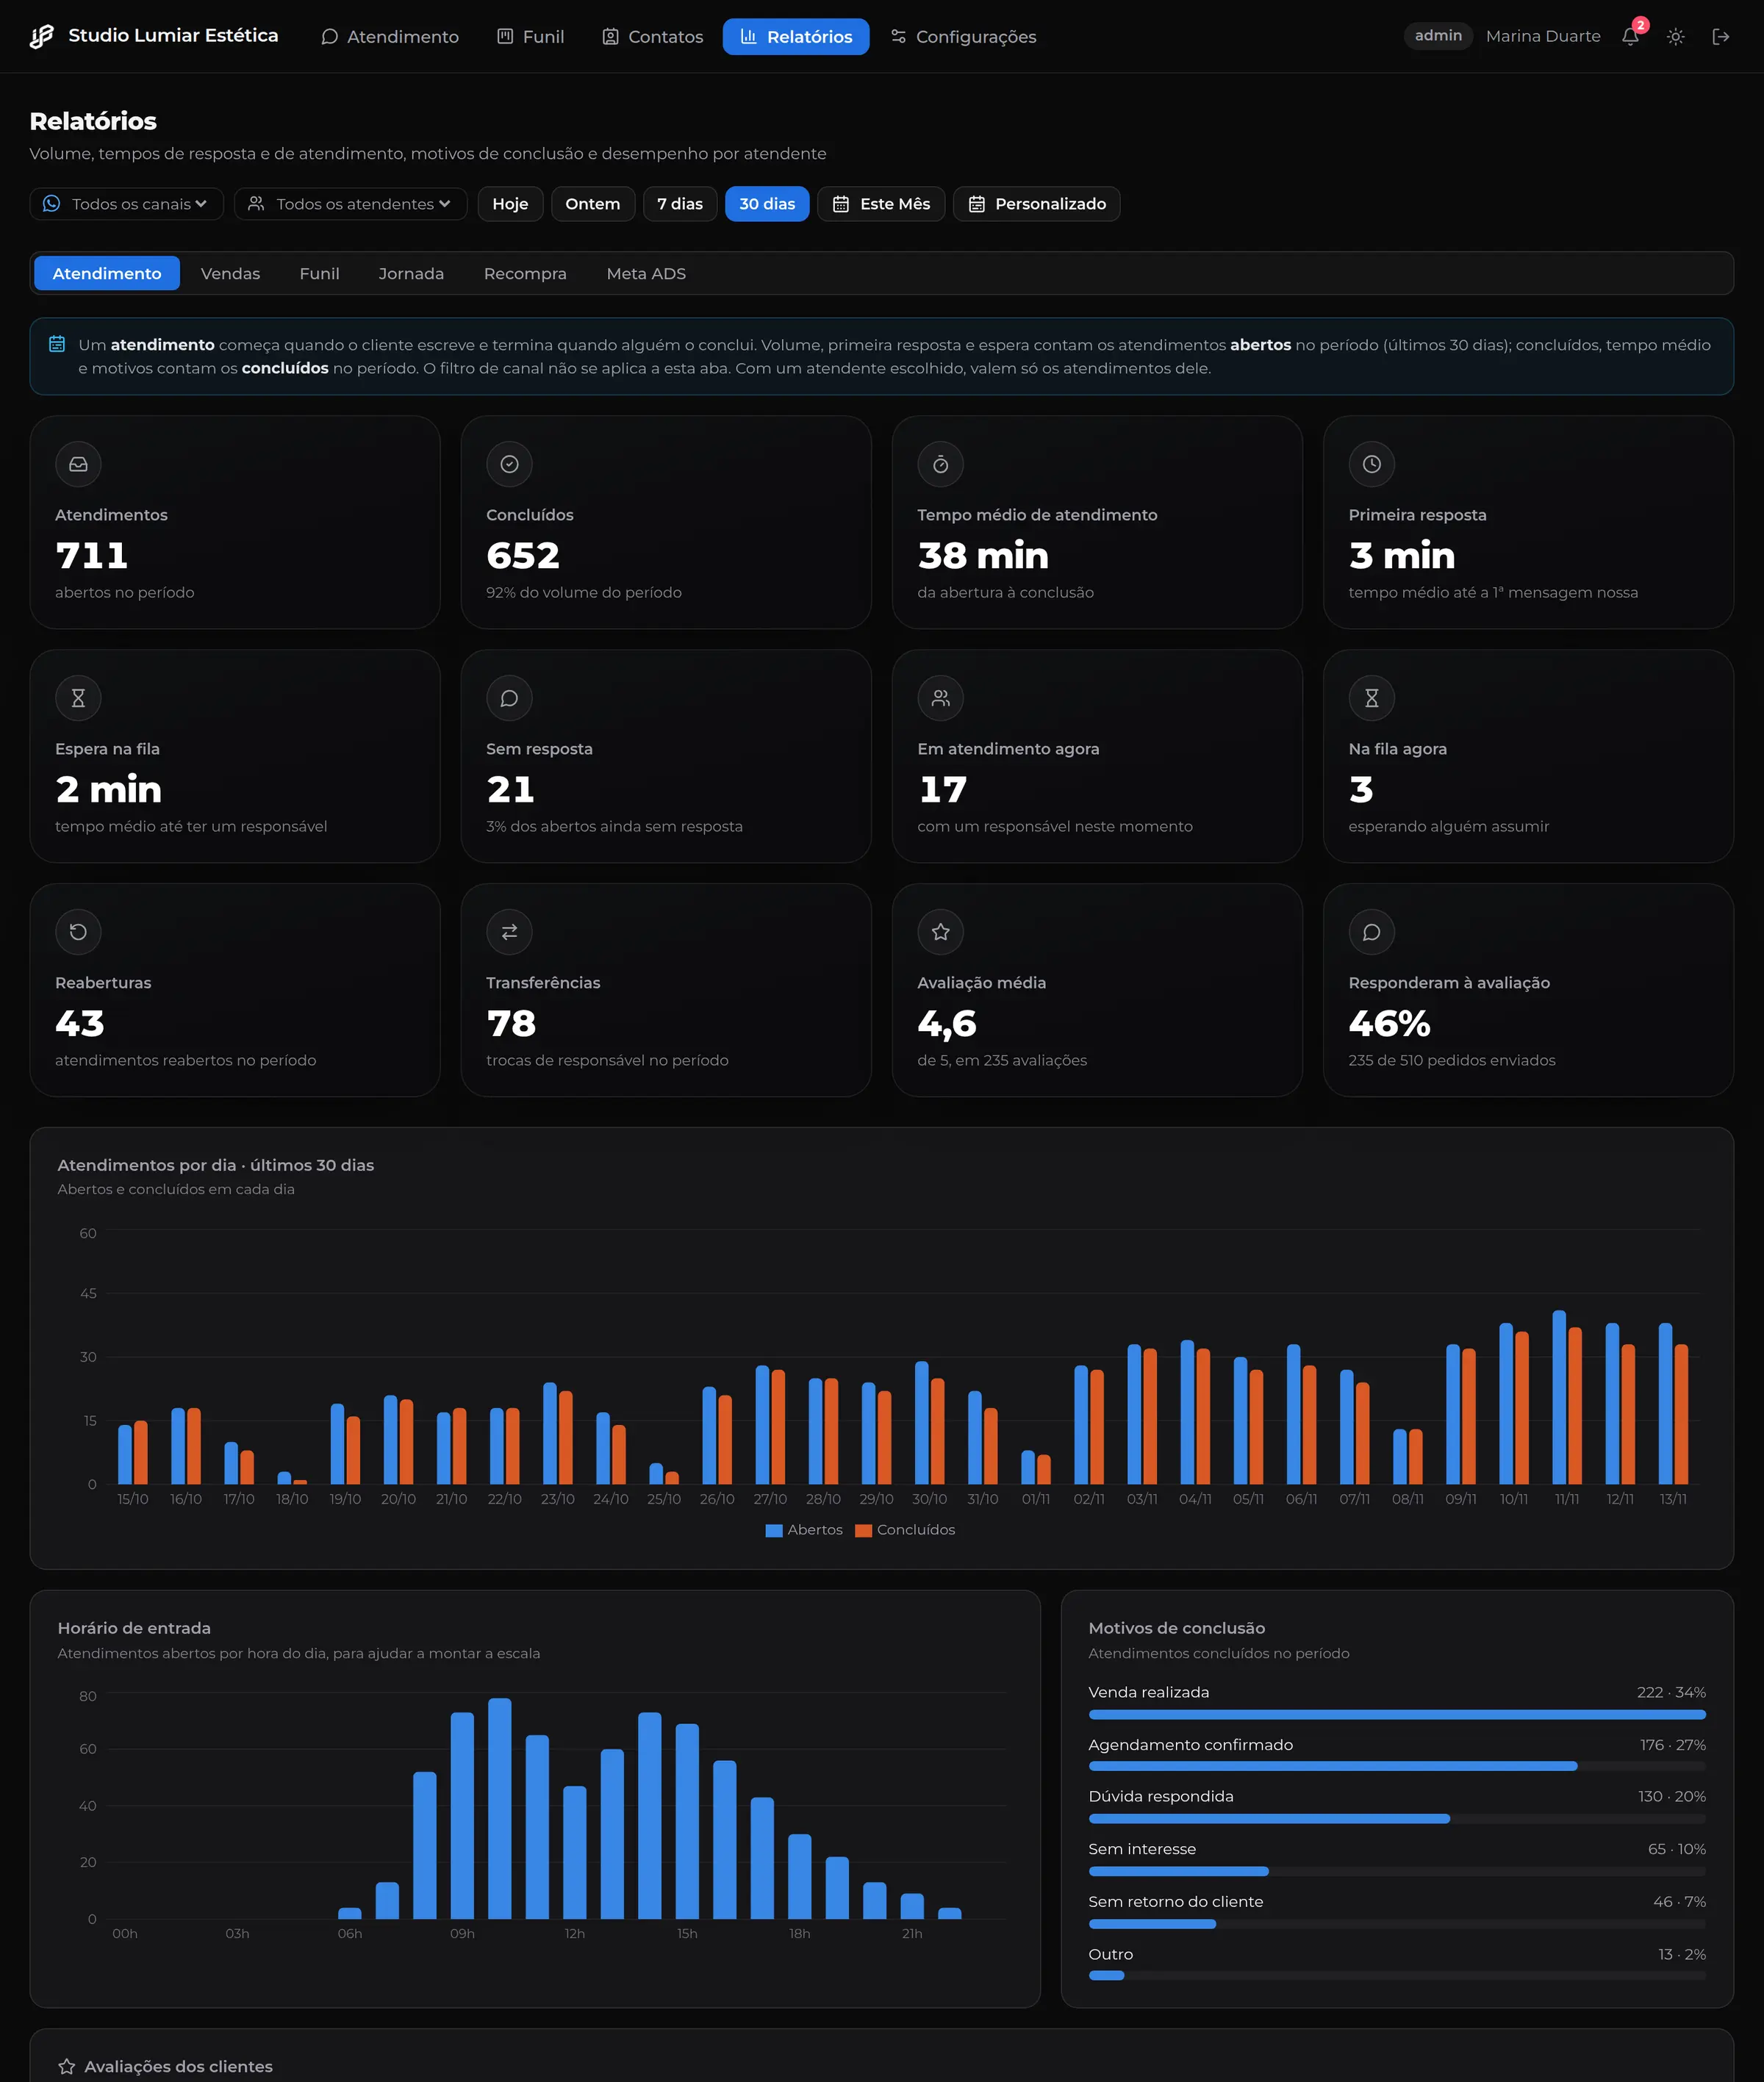 Studio Lumiar Estética
Atendimento
Funil
Contatos
Relatórios
Configurações
admin
Marina Duarte
2
Relatórios
Volume, tempos de resposta e de atendimento, motivos de conclusão e desempenho por atendente
Todos os canais
Todos os atendentes
Hoje
Ontem
7 dias
30 dias
Este Mês
Personalizado
Atendimento
Vendas
Funil
Jornada
Recompra
Meta ADS
Um atendimento começa quando o cliente escreve e termina quando alguém o conclui. Volume, primeira resposta e espera contam os atendimentos abertos no período (últimos 30 dias); concluídos, tempo médio
e motivos contam os concluídos no período. O filtro de canal não se aplica a esta aba. Com um atendente escolhido, valem só os atendimentos dele.
Atendimentos
711
abertos no período
Concluídos
652
92% do volume do período
Tempo médio de atendimento
38 min
da abertura à conclusão
Primeira resposta
3 min
tempo médio até a 1ª mensagem nossa
Espera na fila
2 min
tempo médio até ter um responsável
Sem resposta
21
3% dos abertos ainda sem resposta
Em atendimento agora
17
com um responsável neste momento
Na fila agora
3
esperando alguém assumir
Reaberturas
43
atendimentos reabertos no período
Transferências
78
trocas de responsável no período
Avaliação média
4,6
de 5, em 235 avaliações
Responderam à avaliação
46%
235 de 510 pedidos enviados
Atendimentos por dia · últimos 30 dias
Abertos e concluídos em cada dia
60
45
30
15
0
15/10 16/10 17/10 18/10 19/10 20/10 21/10 22/10 23/10 24/10 25/10 26/10 27/10 28/10 29/10 30/10 31/10 01/11 02/11 03/11 04/11 05/11 06/11 07/11 08/11 09/11 10/11 11/11 12/11 13/11
Abertos Concluídos
Horário de entrada
Atendimentos abertos por hora do dia, para ajudar a montar a escala
80
60
40
20
0
00h 03h 06h 09h 12h 15h 18h 21h
Motivos de conclusão
Atendimentos concluídos no período
Venda realizada 222 · 34%
Agendamento confirmado 176 · 27%
Dúvida respondida 130 · 20%
Sem interesse 65 · 10%
Sem retorno do cliente 46 · 7%
Outro 13 · 2%
Avaliações dos clientes